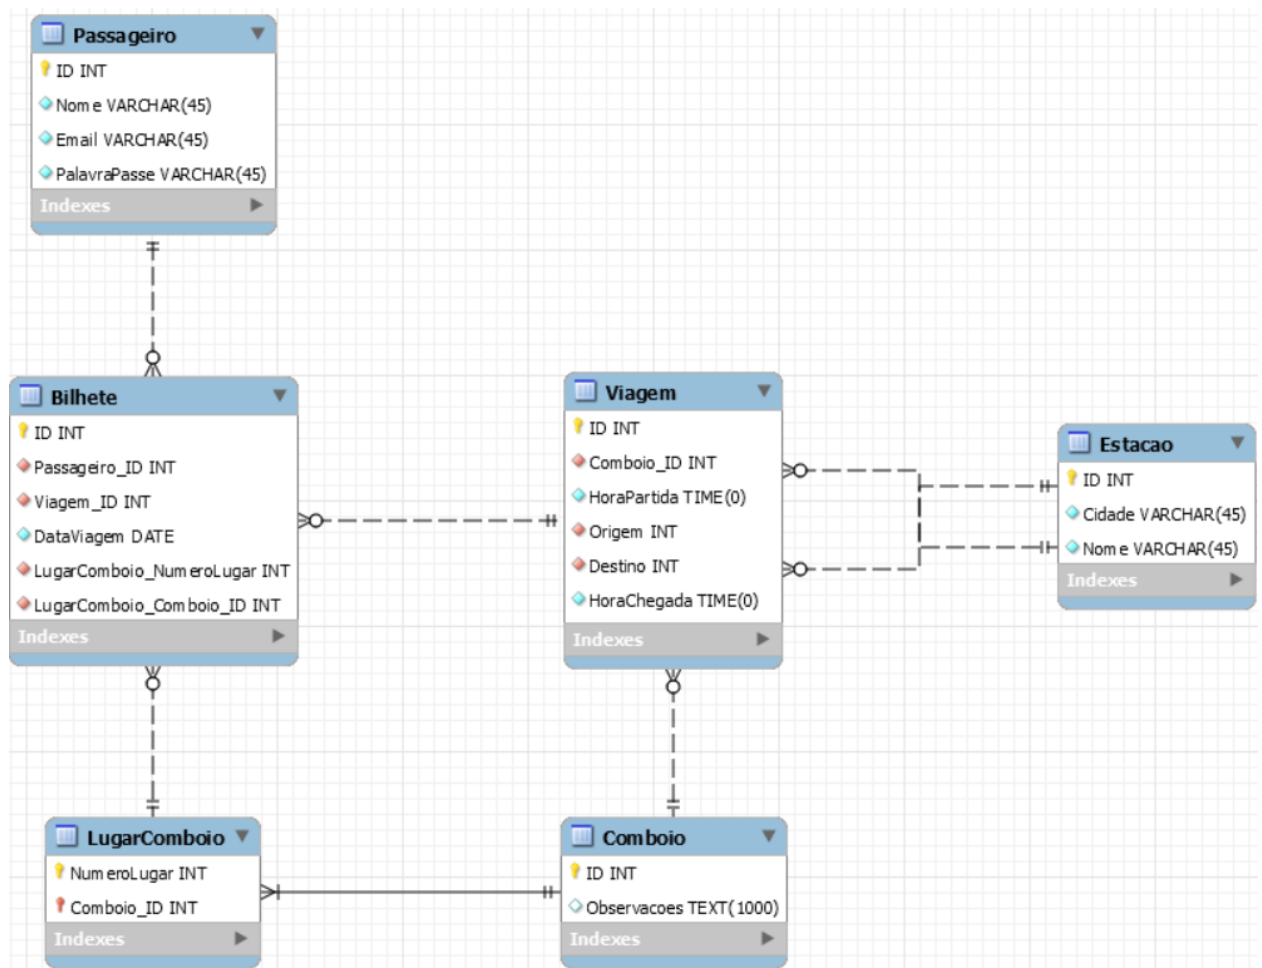 Passageiro
ID INT
Nome VARCHAR(45)
Email VARCHAR(45)
PalavraPasse VARCHAR(45)
Indexes
Bilhete
ID INT
Passageiro_ID INT
Viagem_ID INT
DataViagem DATE
LugarComboio_NumeroLugar INT
LugarComboio_Comboio_ID INT
Indexes
Viagem
ID INT
Comboio_ID INT
HoraPartida TIME(0)
Origem INT
Destino INT
HoraChegada TIME(0)
Indexes
Estacao
ID INT
Cidade VARCHAR(45)
Nome VARCHAR(45)
Indexes
LugarComboio
NumeroLugar INT
Comboio_ID INT
Indexes
Comboio
ID INT
Observacoes TEXT(1000)
Indexes